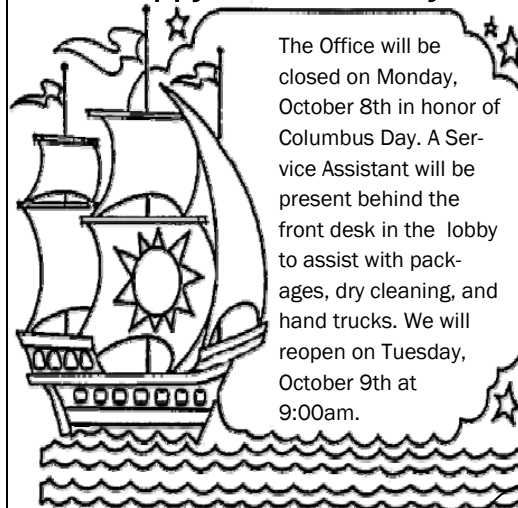 The Office will be
closed on Monday,
October 8th in honor of
Columbus Day. A Ser-
vice Assistant will be
present behind the
front desk in the lobby
to assist with pack-
ages, dry cleaning, and
hand trucks. We will
reopen on Tuesday,
October 9th at
9:00am.